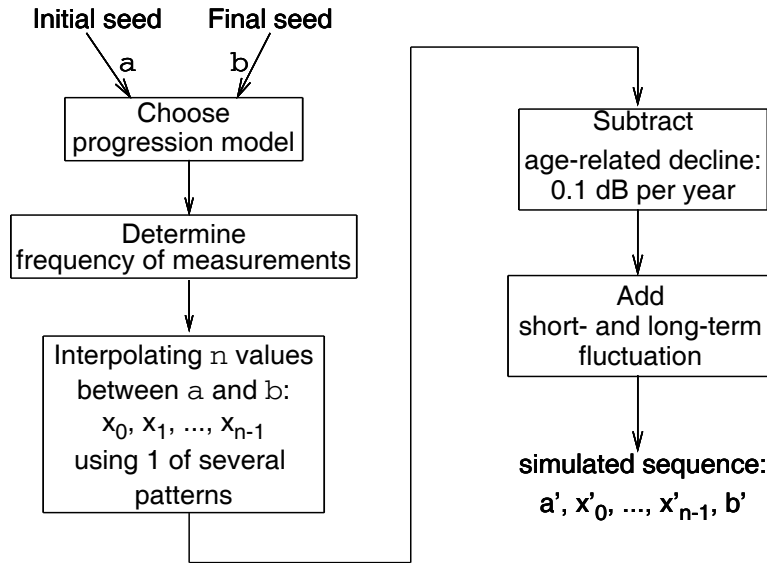 Initial seed Final seed
a b
Choose
progression model
Determine
frequency of measurements
Interpolating n values
between a and b:
x0, x1, ..., xn-1
using 1 of several
patterns
Subtract
age-related decline:
0.1 dB per year
Add
short- and long-term
fluctuation
simulated sequence:
a’, x’0, ..., x’n-1, b’